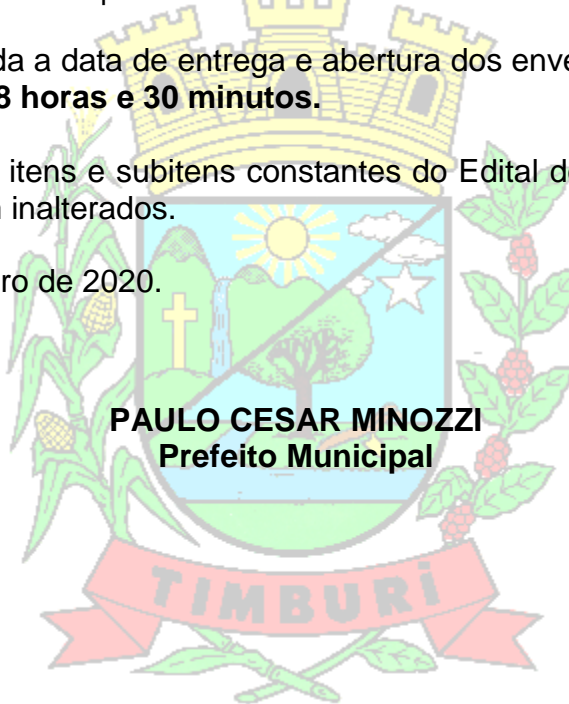 da a data de entrega e abertura dos enve
8 horas e 30 minutos.
itens e subitens constantes do Edital d
inalterados.
ro de 2020.
PAULO CESAR MINOZZI
Prefeito Municipal
TIMBURI